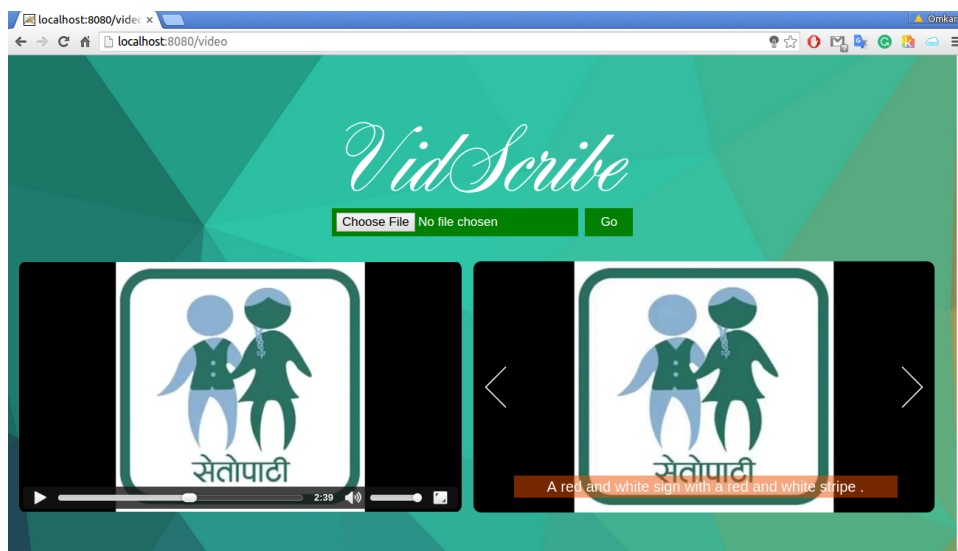 localhost:8080/vide
Omkar
localhost:8080/video
VidScribe
Choose File No file chosen
Go
सेतोपाटी
2:39
सेतोपाटी
A red and white sign with a red and white stripe .